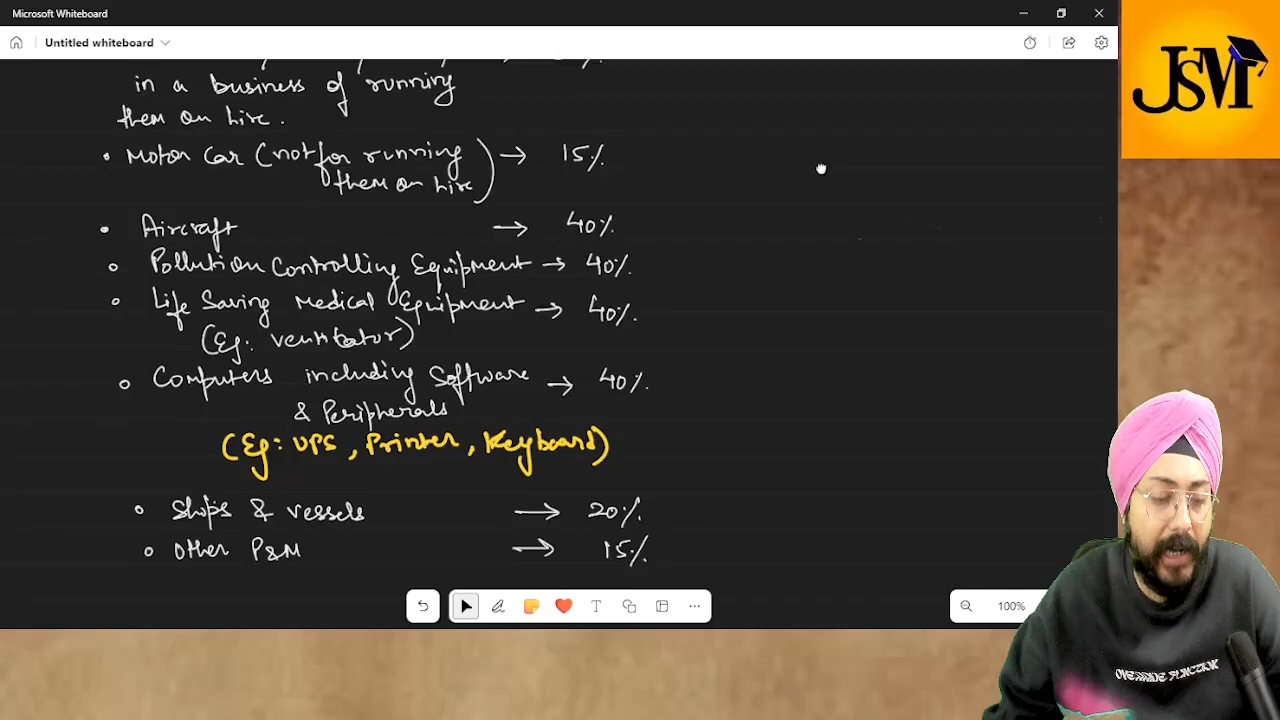 Microsoft Whiteboard
Untitled whiteboard
JSM
in a business of running
them on hire.
• Motor Car (not for running them on hire) → 15%
• Aircraft → 40%
• Pollution Controlling Equipment → 40%
• Life Saving Medical Equipment → 40%
(Eg: ventilator)
• Computers including Software → 40%
& Peripherals
(Eg: UPS, Printer, Keyboard)
• Ships & vessels → 20%
• Other P&M → 15%
100%